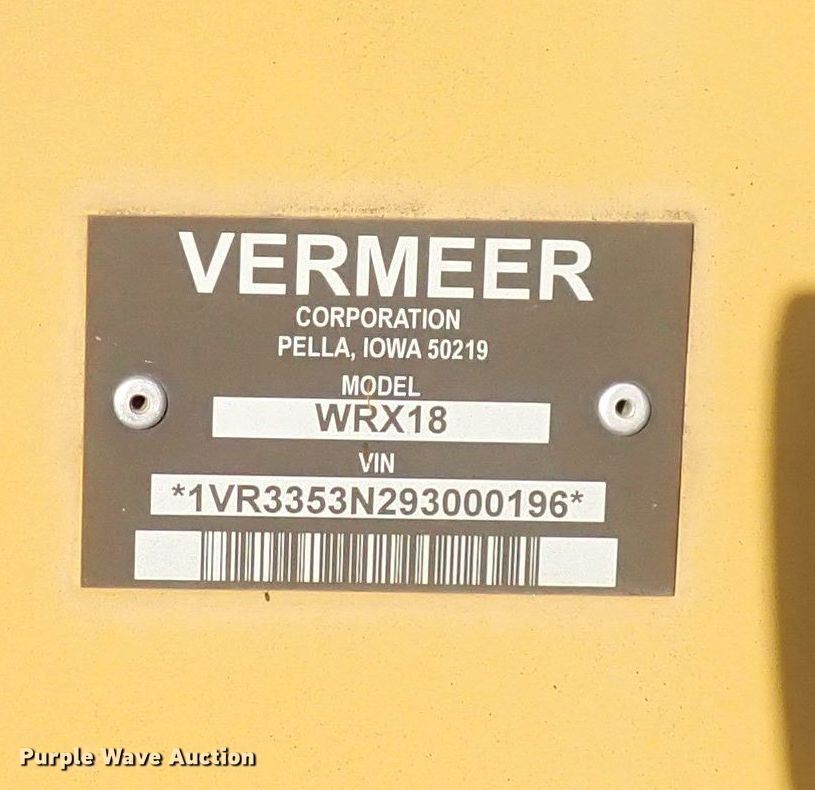 VERMEER
CORPORATION
PELLA, IOWA 50219
MODEL
WRX18
VIN
*1VR3353N293000196*
Purple Wave Auction